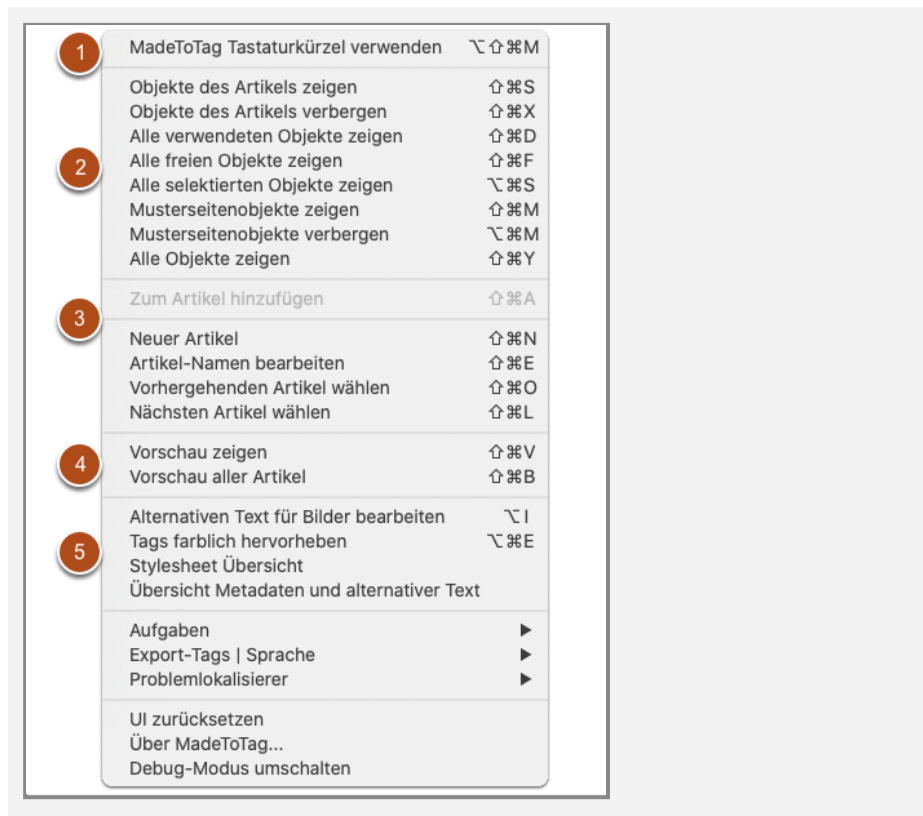 1 MadeToTag Tastaturkürzel verwenden ⌥⇧⌘M
Objekte des Artikels zeigen ⇧⌘S
Objekte des Artikels verbergen ⇧⌘X
Alle verwendeten Objekte zeigen ⇧⌘D
2 Alle freien Objekte zeigen ⇧⌘F
Alle selektierten Objekte zeigen ⌥⌘S
Musterseitenobjekte zeigen ⇧⌘M
Musterseitenobjekte verbergen ⌥⌘M
Alle Objekte zeigen ⇧⌘Y
Zum Artikel hinzufügen ⇧⌘A
3
Neuer Artikel ⇧⌘N
Artikel-Namen bearbeiten ⇧⌘E
Vorhergehenden Artikel wählen ⇧⌘O
Nächsten Artikel wählen ⇧⌘L
4 Vorschau zeigen ⇧⌘V
Vorschau aller Artikel ⇧⌘B
Alternativen Text für Bilder bearbeiten ⌥I
5 Tags farblich hervorheben ⌥⌘E
Stylesheet Übersicht
Übersicht Metadaten und alternativer Text
Aufgaben ▶
Export-Tags | Sprache ▶
Problemlokalisierer ▶
UI zurücksetzen
Über MadeToTag...
Debug-Modus umschalten